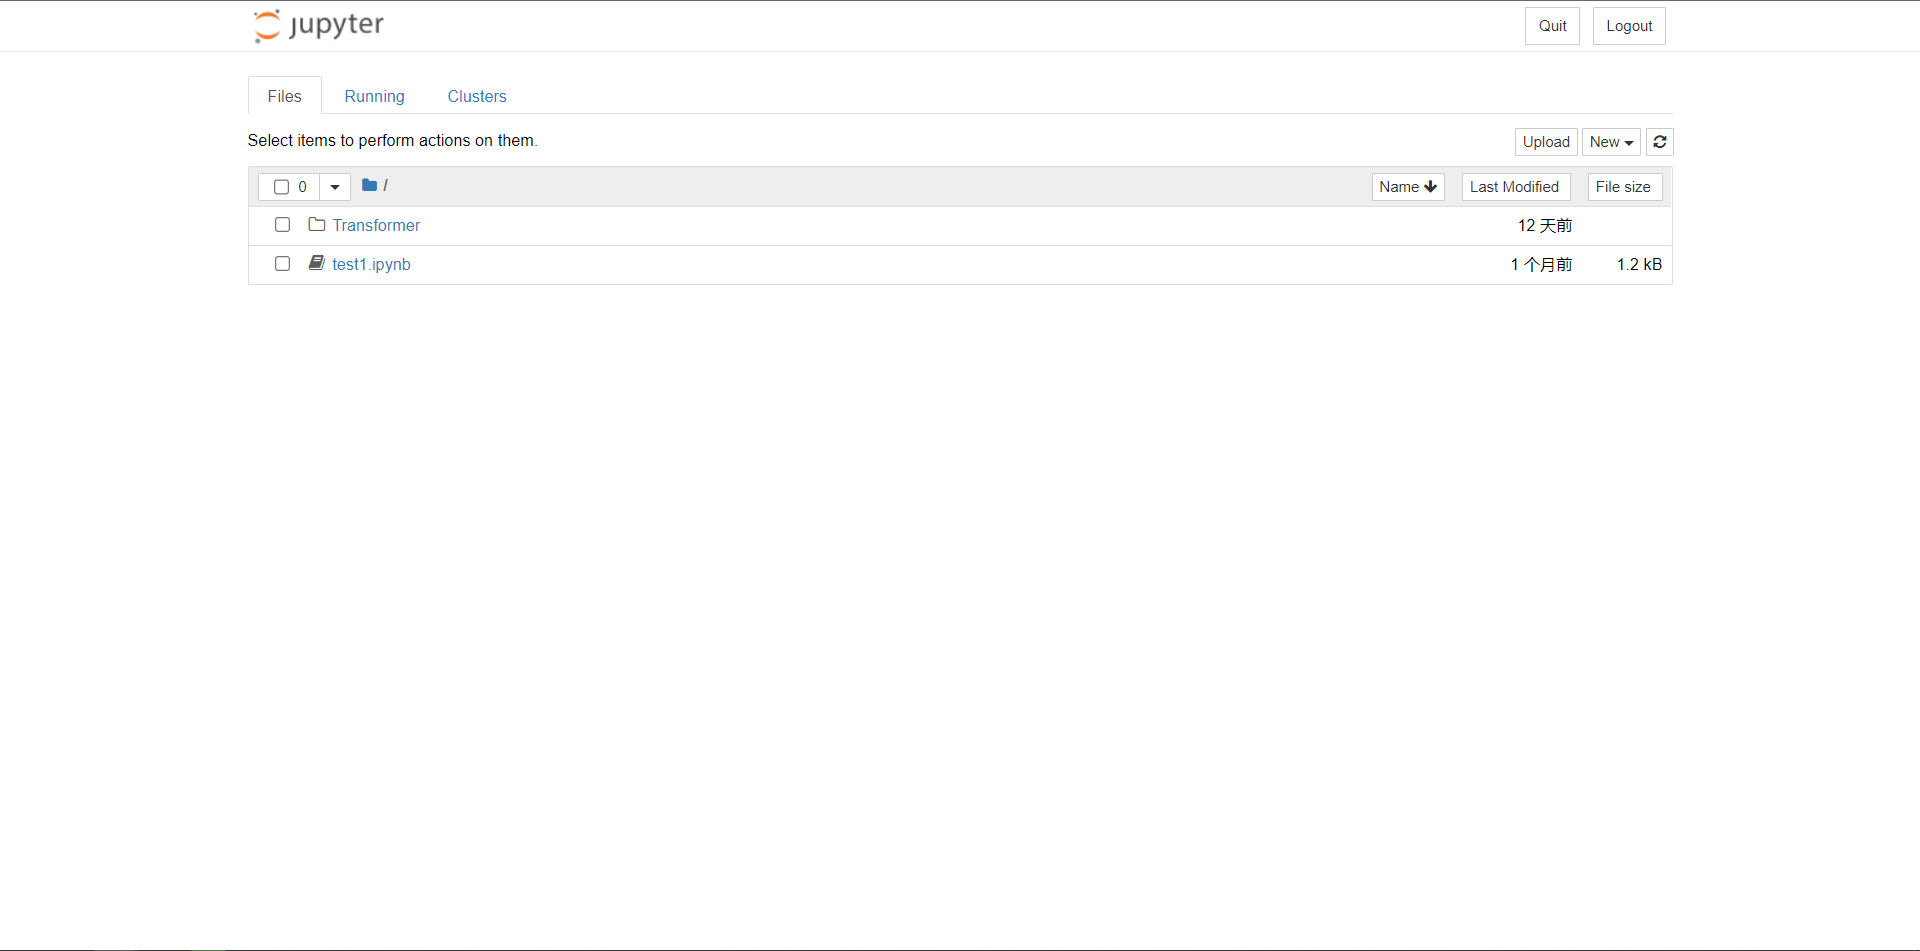 jupyter
Quit Logout
Files Running Clusters
Select items to perform actions on them.
Upload New
0 / Name Last Modified File size
Transformer 12 天前
test1.ipynb 1 个月前 1.2 kB